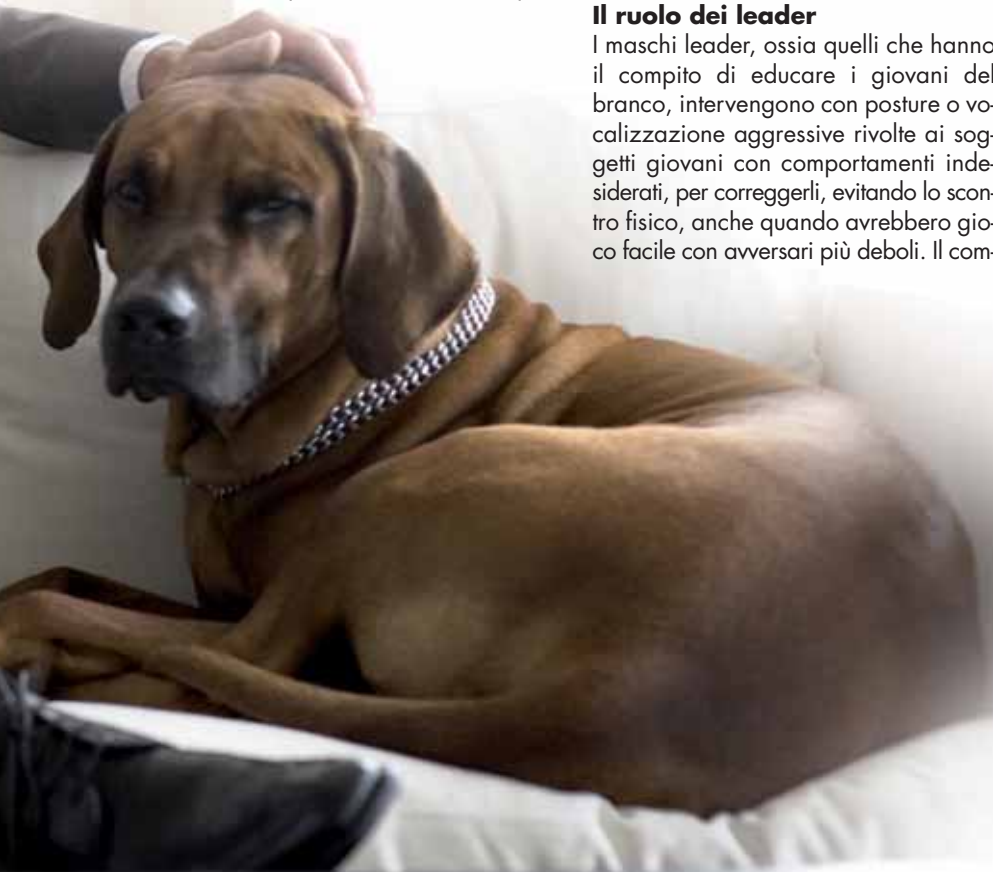 Il ruolo dei leader
I maschi leader, ossia quelli che hanno
il compito di educare i giovani del
branco, intervengono con posture o vo-
calizzazione aggressive rivolte ai sog-
getti giovani con comportamenti inde-
siderati, per correggerli, evitando lo scon-
tro fisico, anche quando avrebbero gio-
co facile con avversari più deboli. Il com-